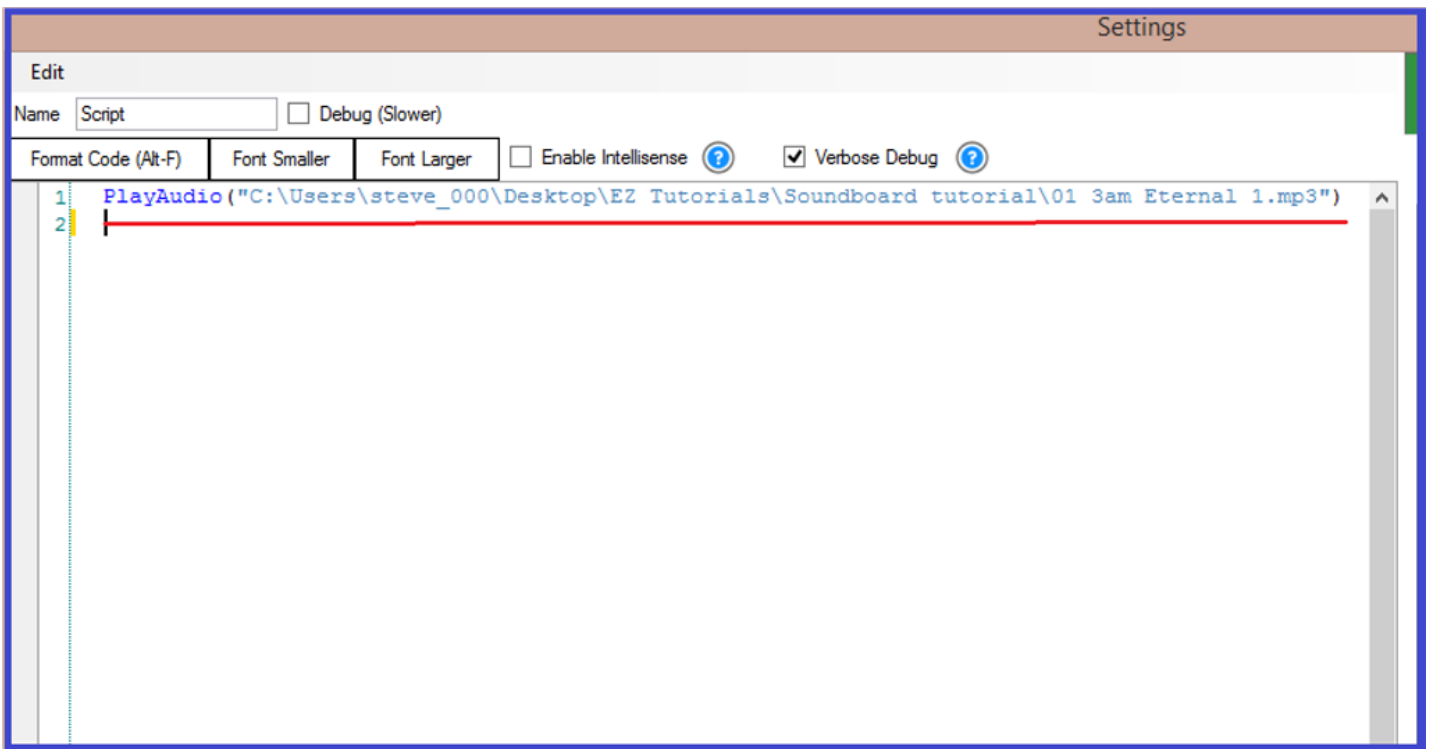 Settings
Edit
Name Script Debug (Slower)
Format Code (Alt-F) Font Smaller Font Larger Enable Intellisense ? Verbose Debug ?
1 PlayAudio("C:\Users\steve_000\Desktop\EZ Tutorials\Soundboard tutorial\01 3am Eternal 1.mp3")
2